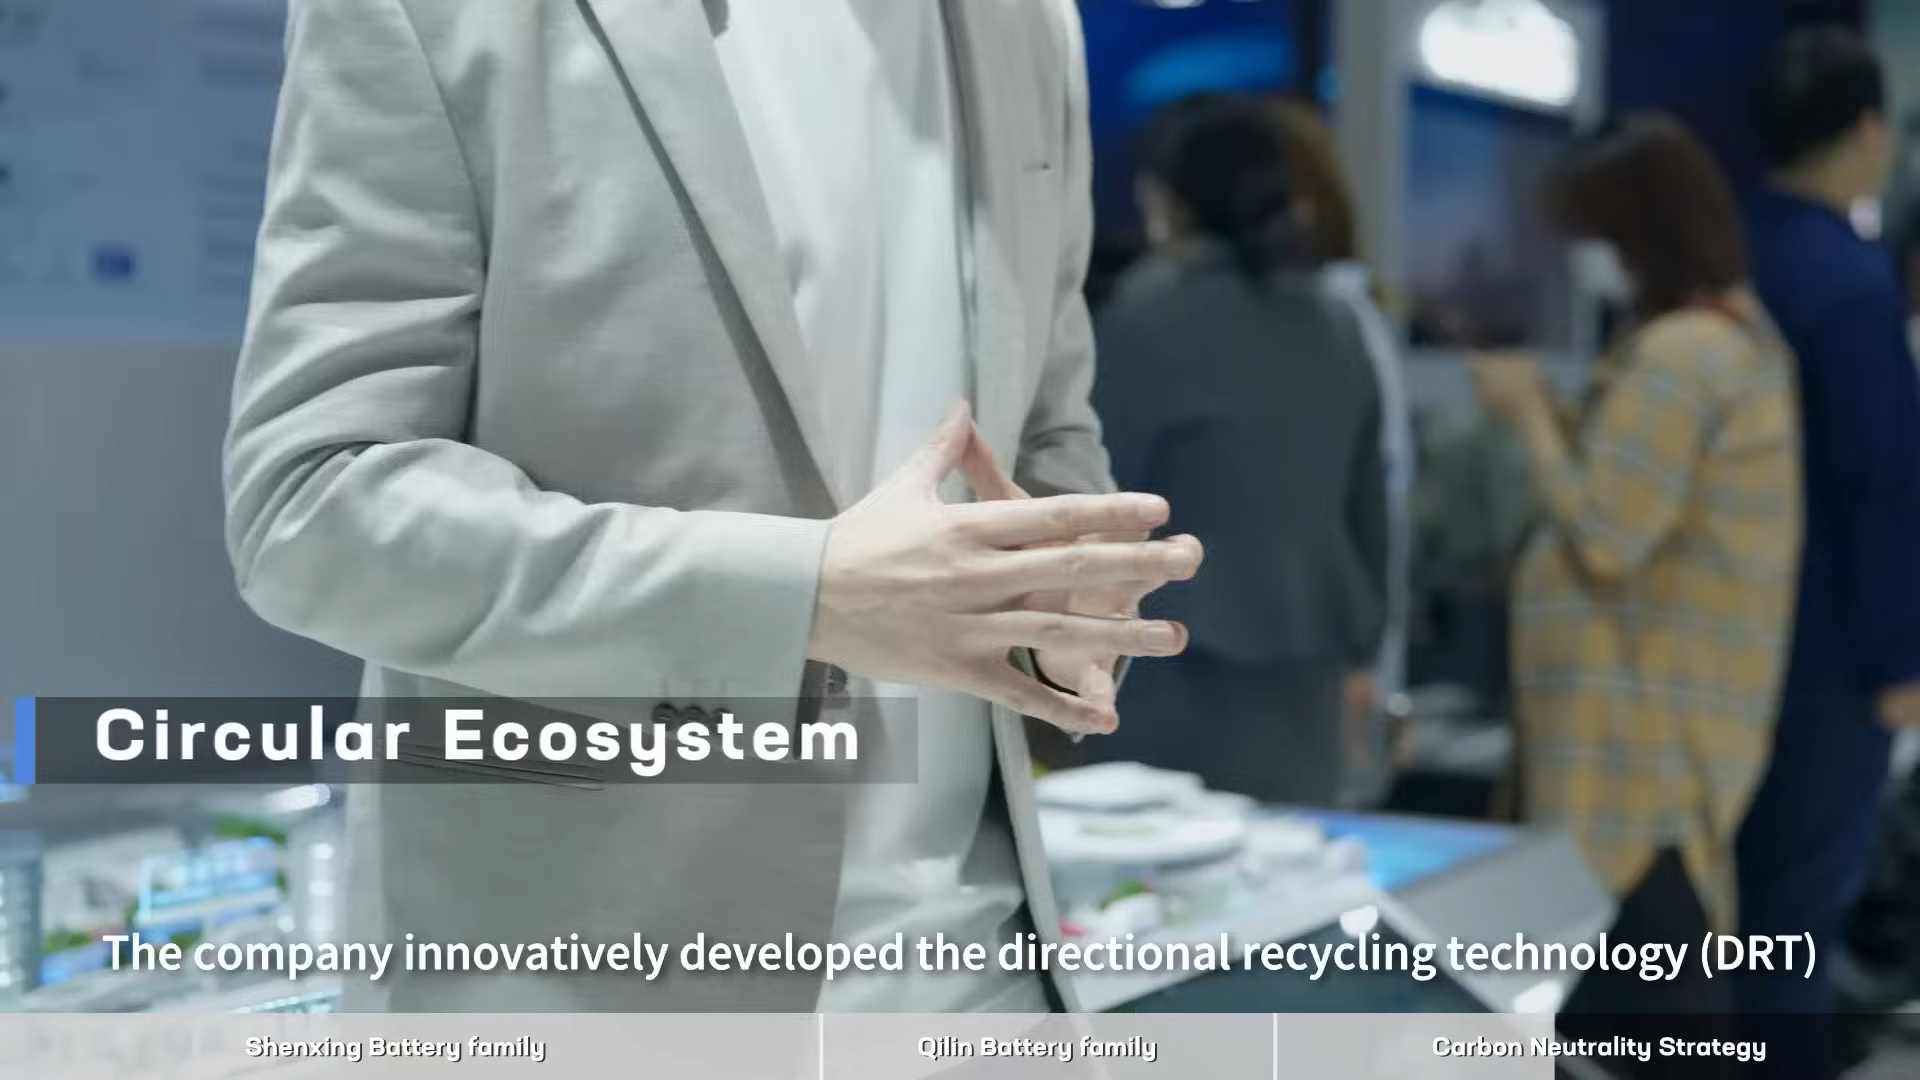 Circular Ecosystem
The company innovatively developed the directional recycling technology (DRT)
Shenxing Battery family
Qilin Battery family
Carbon Neutrality Strategy